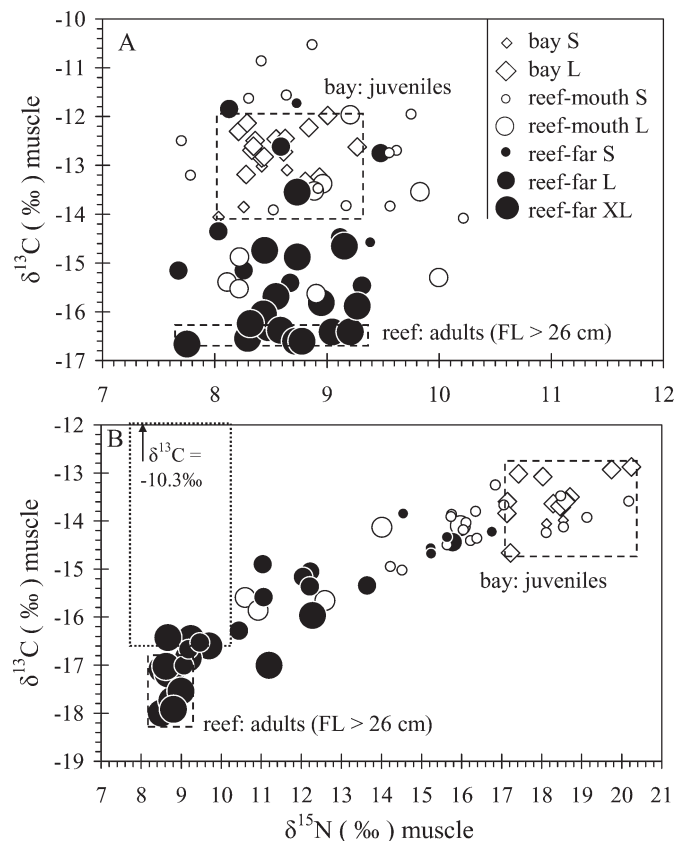 -10
-11
-12
-13
-14
-15
-16
-17
δ13C ( ‰ ) muscle
A
bay: juveniles
reef: adults (FL > 26 cm)
bay S
bay L
reef-mouth S
reef-mouth L
reef-far S
reef-far L
reef-far XL
7 8 9 10 11 12
-12
-13
-14
-15
-16
-17
-18
-19
δ13C ( ‰ ) muscle
B
δ13C =
-10.3‰
bay: juveniles
reef: adults (FL > 26 cm)
6 7 8 9 10 11 12 13 14 15 16 17 18 19 20 21
δ15N ( ‰ ) muscle